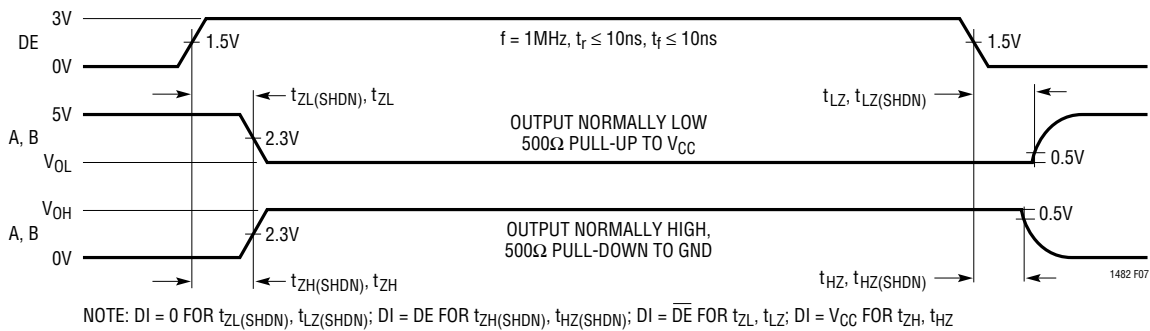 3V
DE
1.5V
f = 1MHz, tr ≤ 10ns, tf ≤ 10ns
1.5V
0V
tZL(SHDN), tZL
tLZ, tLZ(SHDN)
5V
A, B
2.3V
OUTPUT NORMALLY LOW
500Ω PULL-UP TO VCC
VOL
0.5V
VOH
A, B
2.3V
OUTPUT NORMALLY HIGH,
500Ω PULL-DOWN TO GND
0.5V
0V
tZH(SHDN), tZH
tHZ, tHZ(SHDN)
1482 F07
NOTE: DI = 0 FOR tZL(SHDN), tLZ(SHDN); DI = DE FOR tZH(SHDN), tHZ(SHDN); DI = D̅E̅ FOR tZL, tLZ; DI = VCC FOR tZH, tHZ